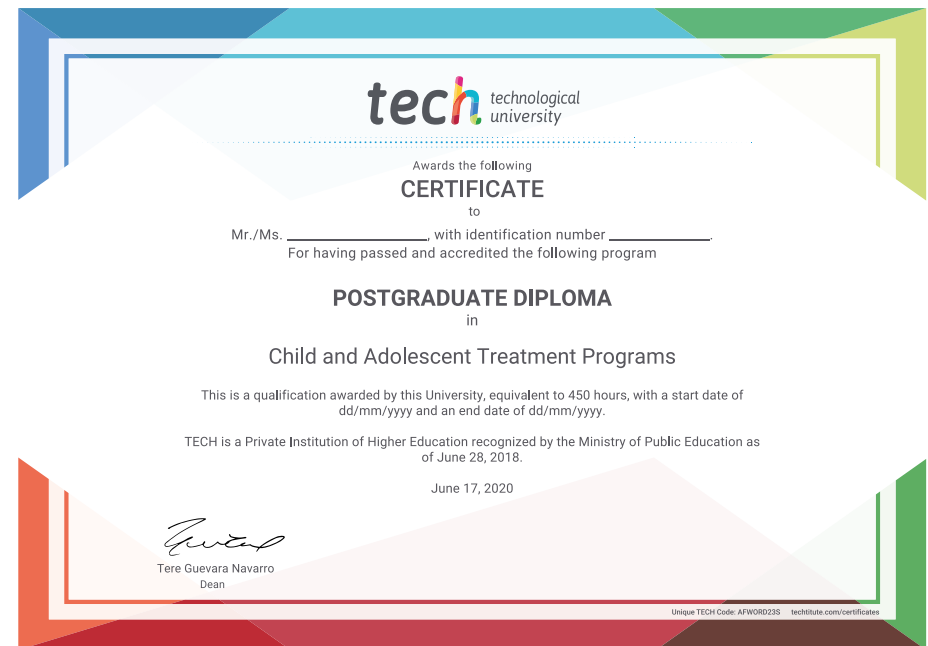 tech technological
university
Awards the following
CERTIFICATE
to
Mr./Ms. ____________________, with identification number ______________.
For having passed and accredited the following program
POSTGRADUATE DIPLOMA
in
Child and Adolescent Treatment Programs
This is a qualification awarded by this University, equivalent to 450 hours, with a start date of
dd/mm/yyyy and an end date of dd/mm/yyyy.
TECH is a Private Institution of Higher Education recognized by the Ministry of Public Education as
of June 28, 2018.
June 17, 2020
Tere Guevara Navarro
Dean
Unique TECH Code: AFWORD23S techtitute.com/certificates